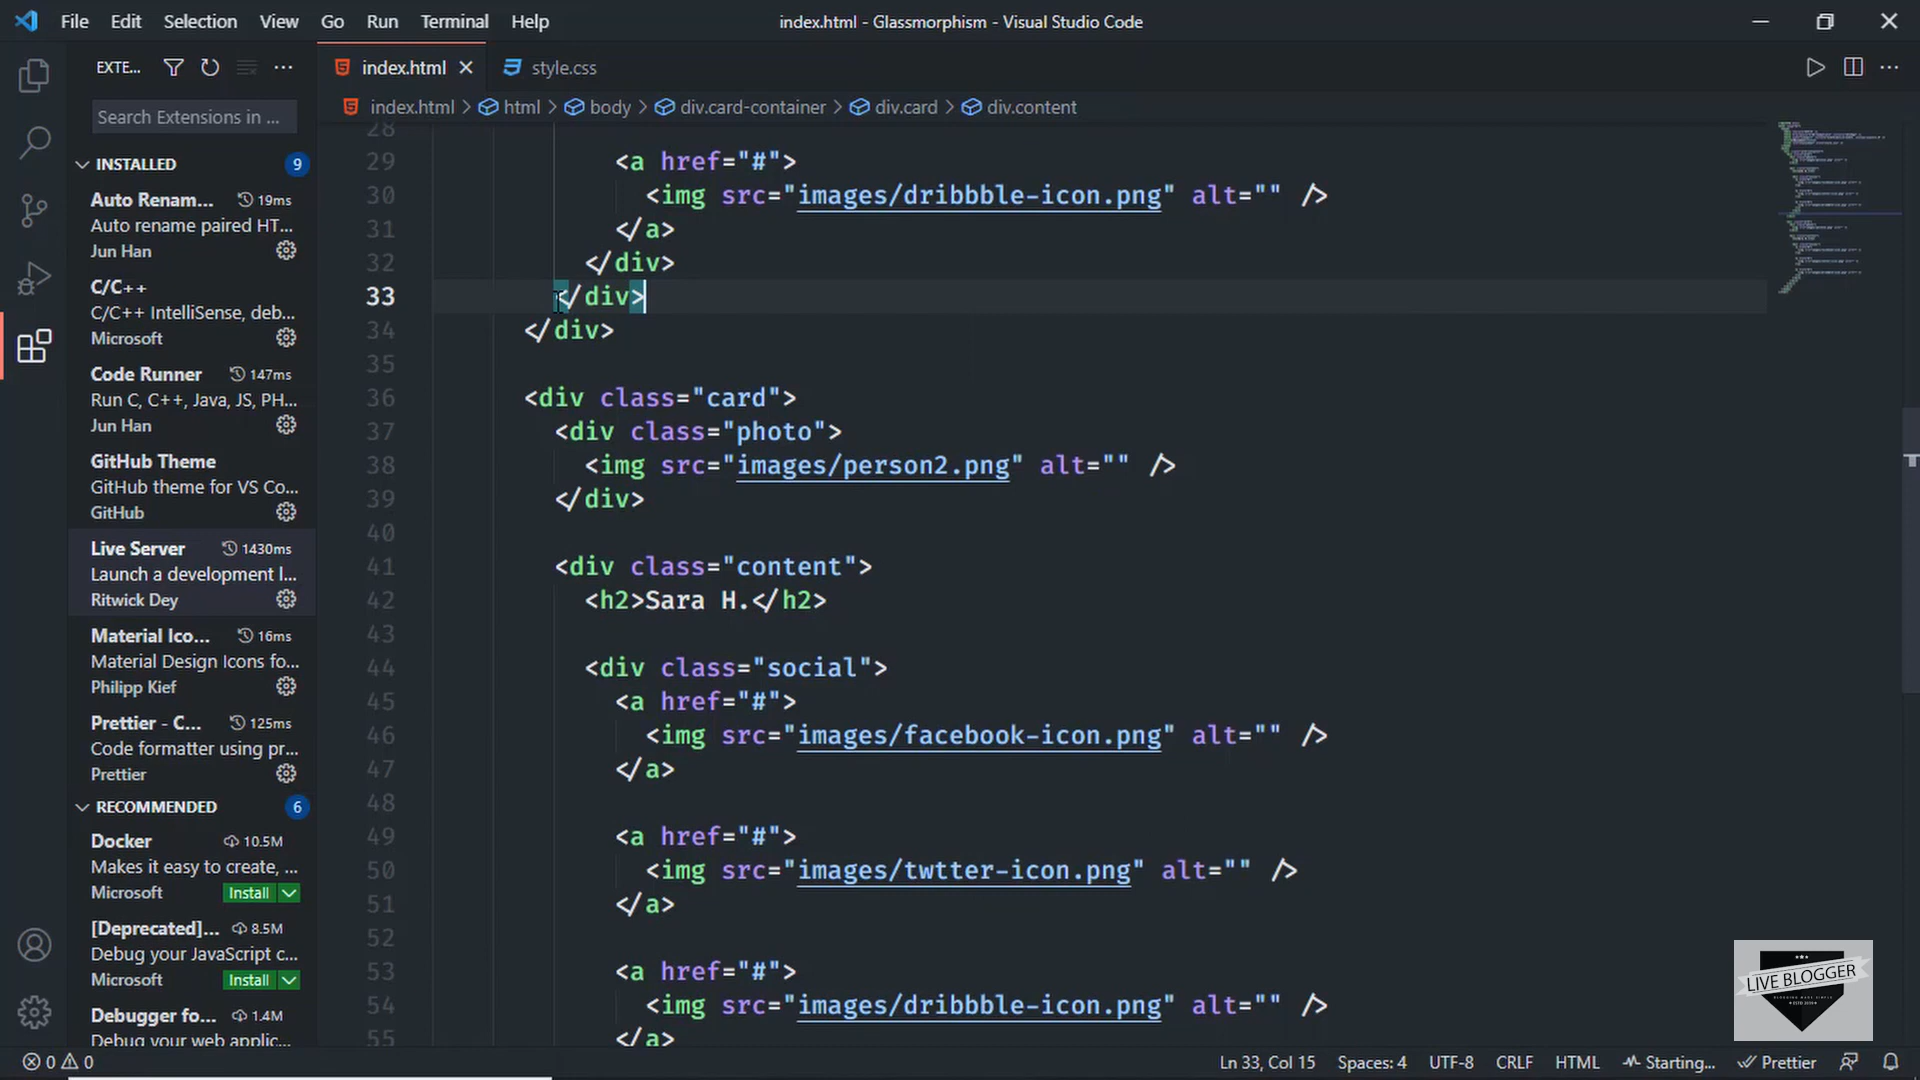 File Edit Selection View Go Run Terminal Help
index.html - Glassmorphism - Visual Studio Code
EXTE...
index.html
style.css
index.html > html > body > div.card-container > div.card > div.content
Search Extensions in ...
INSTALLED 9
Auto Renam... 19ms
Auto rename paired HT...
Jun Han
C/C++
C/C++ IntelliSense, deb...
Microsoft
Code Runner 147ms
Run C, C++, Java, JS, PH...
Jun Han
GitHub Theme
GitHub theme for VS Co...
GitHub
Live Server 1430ms
Launch a development l...
Ritwick Dey
Material Ico... 16ms
Material Design Icons fo...
Philipp Kief
Prettier - C... 125ms
Code formatter using pr...
Prettier
RECOMMENDED 6
Docker 10.5M
Makes it easy to create, ...
Microsoft Install
[Deprecated]... 8.5M
Debug your JavaScript c...
Microsoft Install
Debugger fo... 1.4M
Debug your web applic...
28
29 <a href="#">
30 <img src="images/dribbble-icon.png" alt="" />
31 </a>
32 </div>
33 </div>
34 </div>
35
36 <div class="card">
37 <div class="photo">
38 <img src="images/person2.png" alt="" />
39 </div>
40
41 <div class="content">
42 <h2>Sara H.</h2>
43
44 <div class="social">
45 <a href="#">
46 <img src="images/facebook-icon.png" alt="" />
47 </a>
48
49 <a href="#">
50 <img src="images/twtter-icon.png" alt="" />
51 </a>
52
53 <a href="#">
54 <img src="images/dribbble-icon.png" alt="" />
55 </a>
LIVE BLOGGER
0 0
Ln 33, Col 15 Spaces: 4 UTF-8 CRLF HTML Starting... Prettier